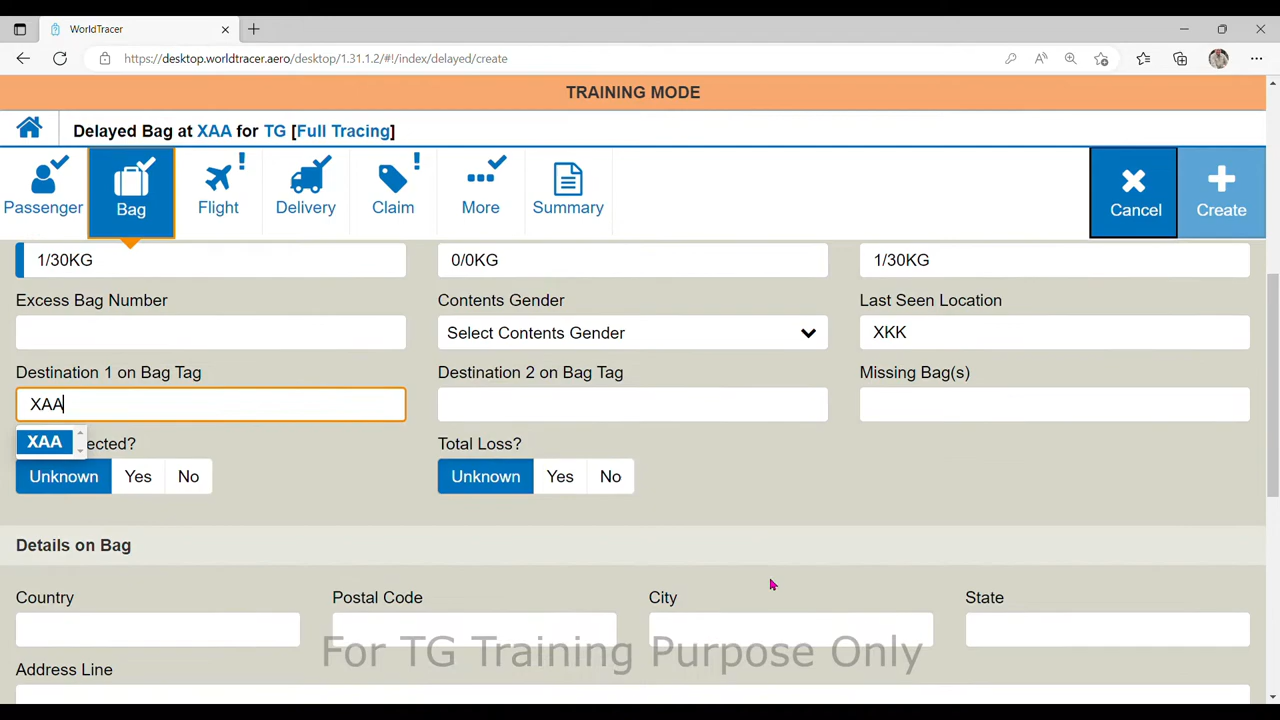 WorldTracer
https://desktop.worldtracer.aero/desktop/1.31.1.2/#!/index/delayed/create
TRAINING MODE
Delayed Bag at XAA for TG [Full Tracing]
Passenger
Bag
Flight
Delivery
Claim
More
Summary
Cancel
Create
1/30KG
0/0KG
1/30KG
Excess Bag Number
Contents Gender
Last Seen Location
Select Contents Gender
XKK
Destination 1 on Bag Tag
Destination 2 on Bag Tag
Missing Bag(s)
XAA
XAA
ected?
Total Loss?
Unknown Yes No
Unknown Yes No
Details on Bag
Country
Postal Code
City
State
For TG Training Purpose Only
Address Line